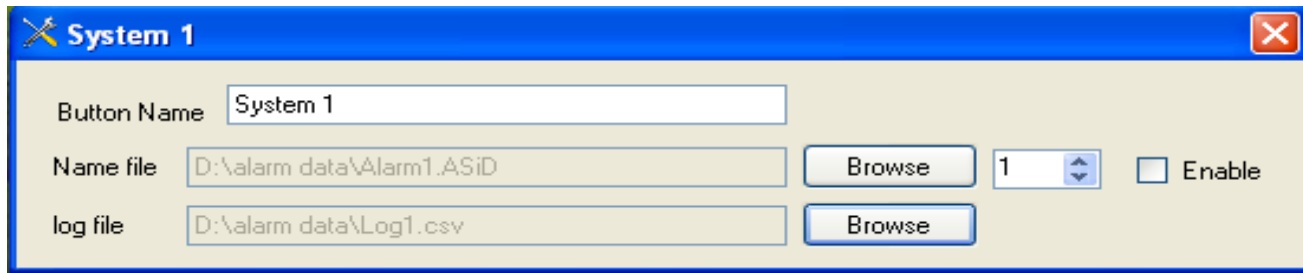 System 1
Button Name System 1
Name file D:\alarm data\Alarm1.ASiD Browse 1 Enable
log file D:\alarm data\Log1.csv Browse